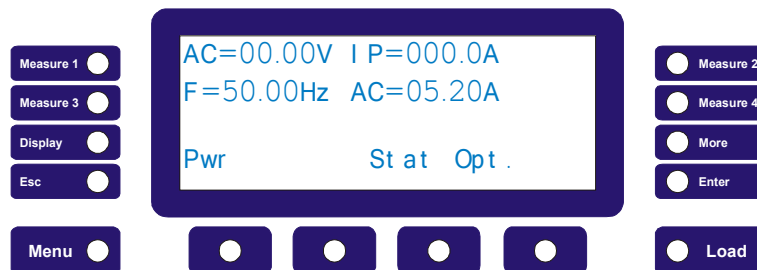 AC=00.00V I P=000.0A
F=50.00Hz AC=05.20A
Pwr Stat Opt.
Measure 1
Measure 3
Display
Esc
Menu
Measure 2
Measure 4
More
Enter
Load